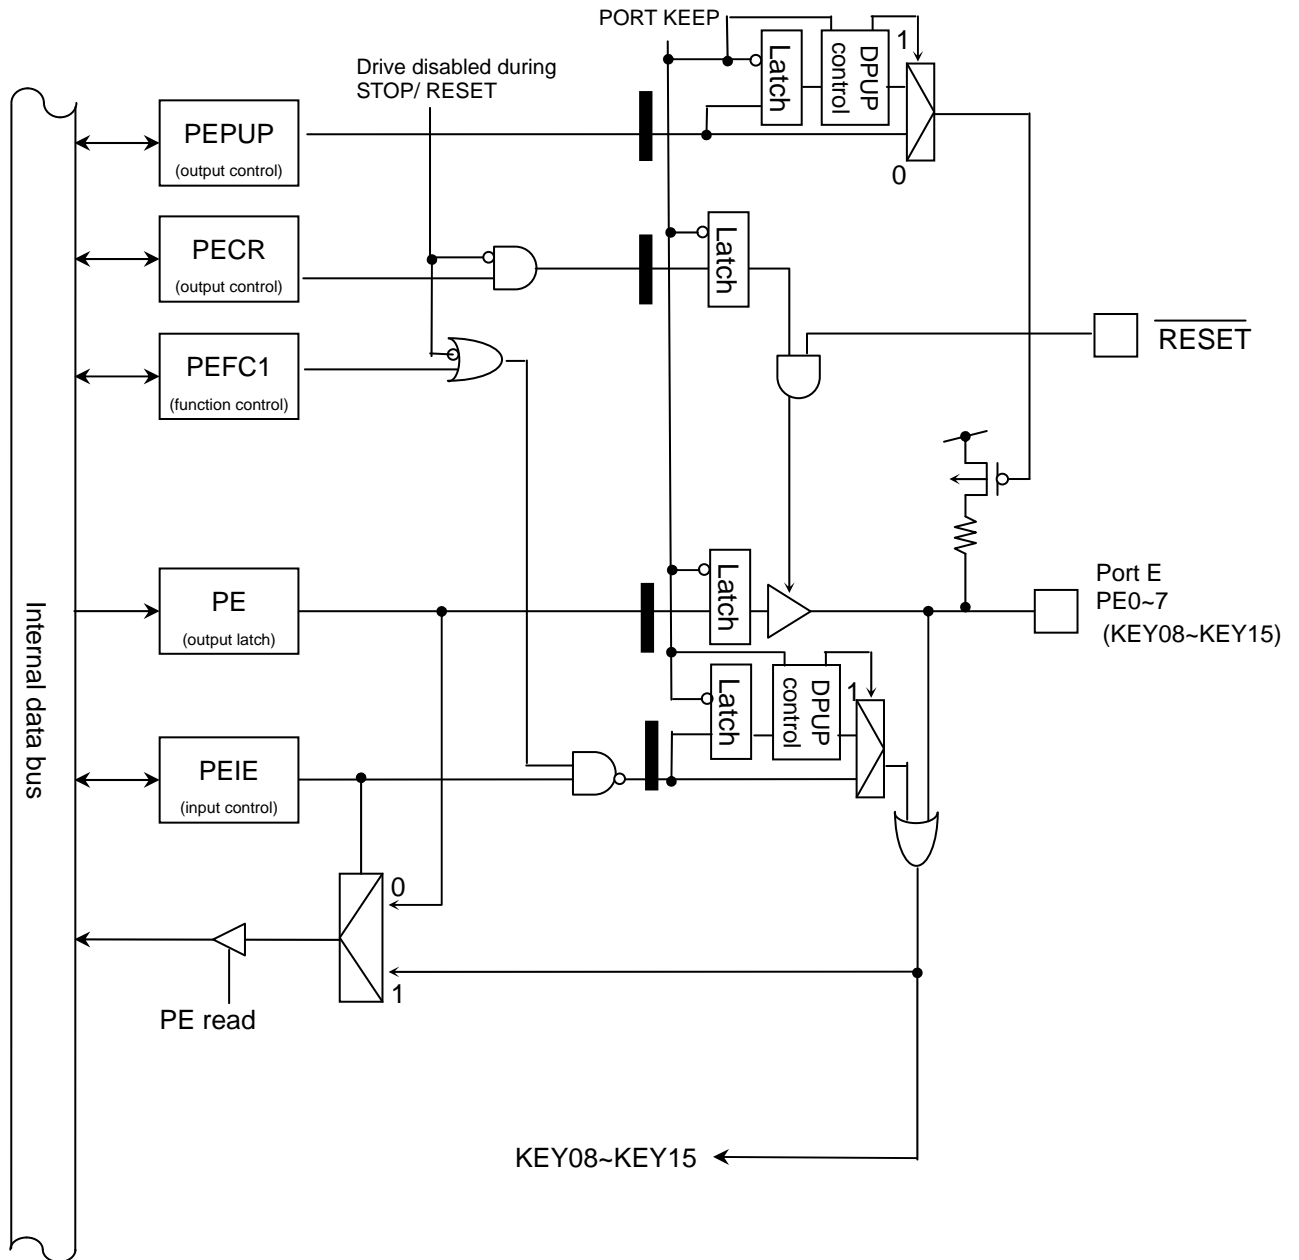 PORT KEEP
Drive disabled during
STOP/ RESET
Latch
DPUP
control
1
0
PEPUP
(output control)
PECR
(output control)
Latch
PEFC1
(function control)
RESET
PE
(output latch)
Latch
Port E
PE0~7
(KEY08~KEY15)
Latch
DPUP
control
1
PEIE
(input control)
Internal data bus
0
1
PE read
KEY08~KEY15